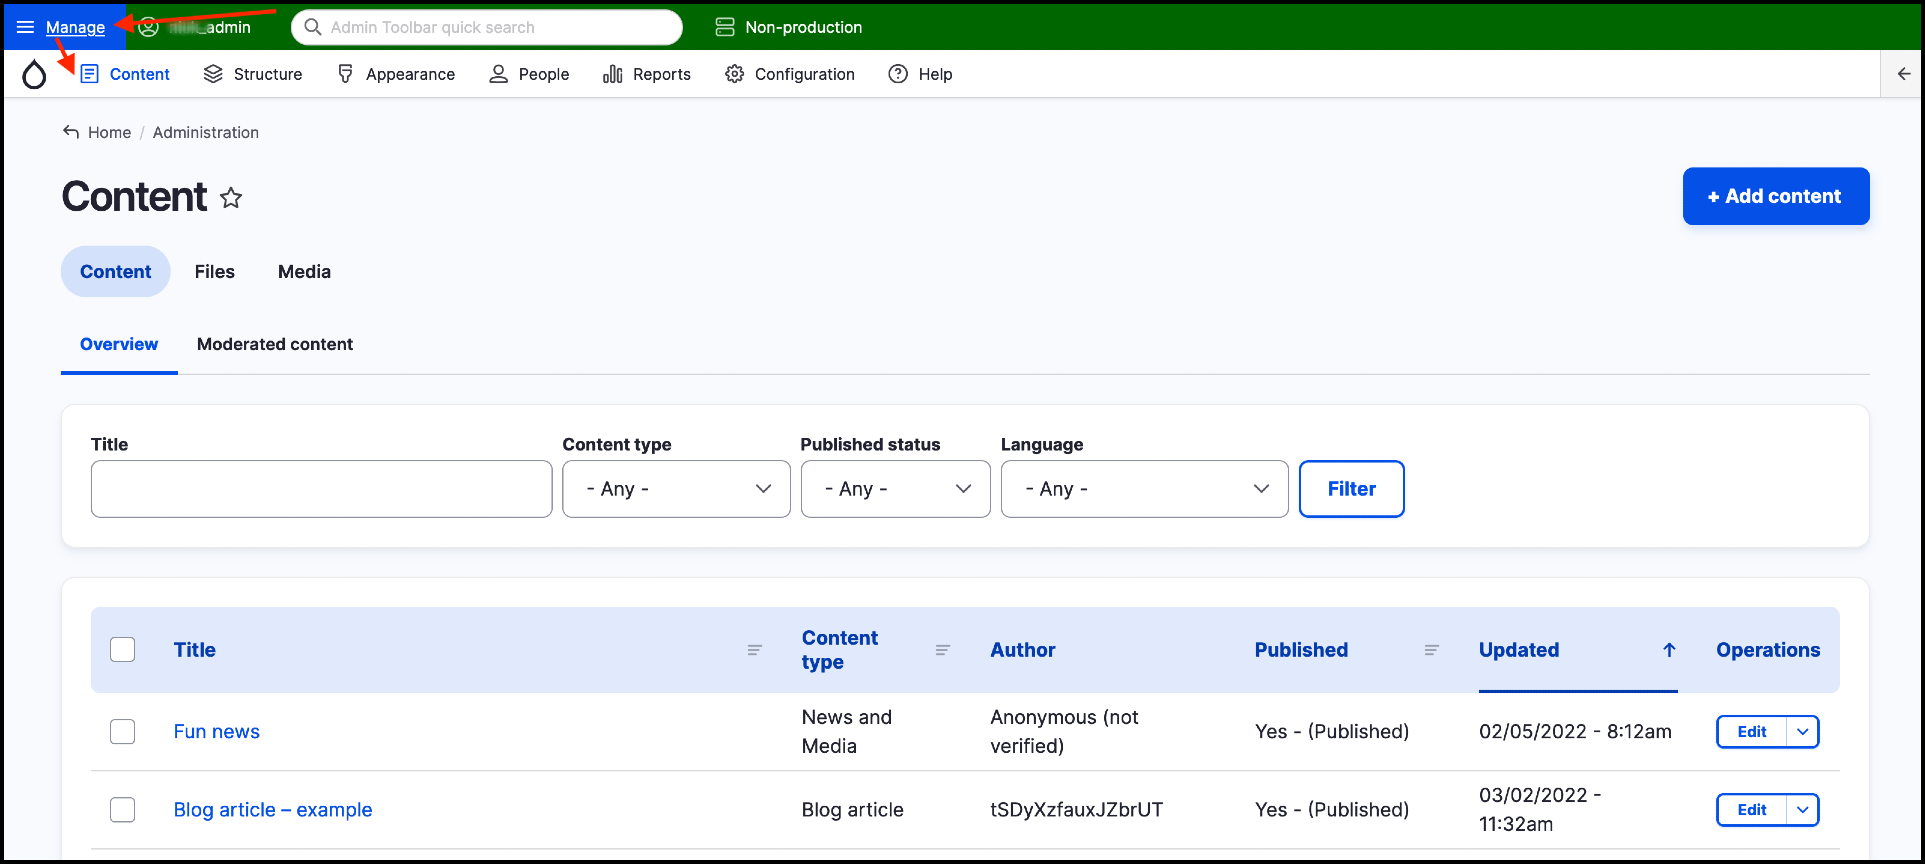 Manage _admin Admin Toolbar quick search Non-production
Content Structure Appearance People Reports Configuration Help
Home / Administration
Content
+ Add content
Content Files Media
Overview Moderated content
Title Content type Published status Language
- Any - - Any - - Any - Filter
Title Content type Author Published Updated Operations
Fun news News and Media Anonymous (not verified) Yes - (Published) 02/05/2022 - 8:12am Edit
Blog article – example Blog article tSDyXzfauxJZbrUT Yes - (Published) 03/02/2022 - 11:32am Edit